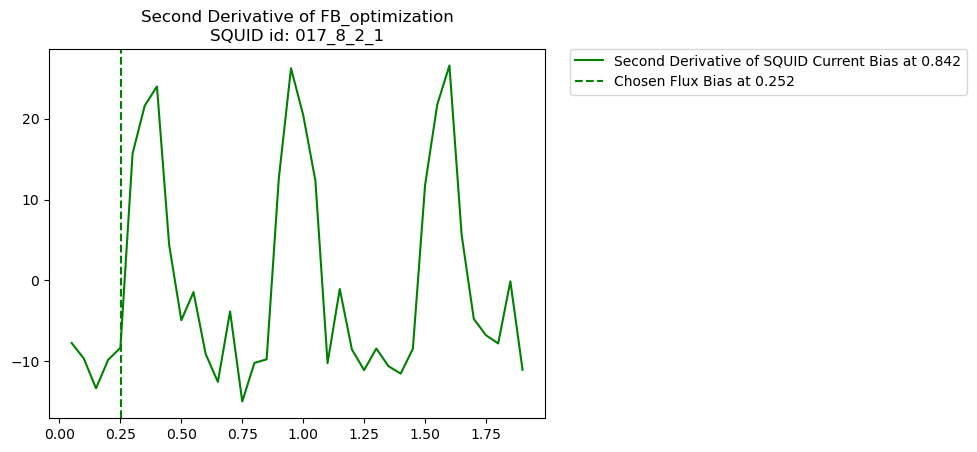 Second Derivative of FB_optimization
SQUID id: 017_8_2_1
Second Derivative of SQUID Current Bias at 0.842
Chosen Flux Bias at 0.252
20
10
0
−10
0.00 0.25 0.50 0.75 1.00 1.25 1.50 1.75